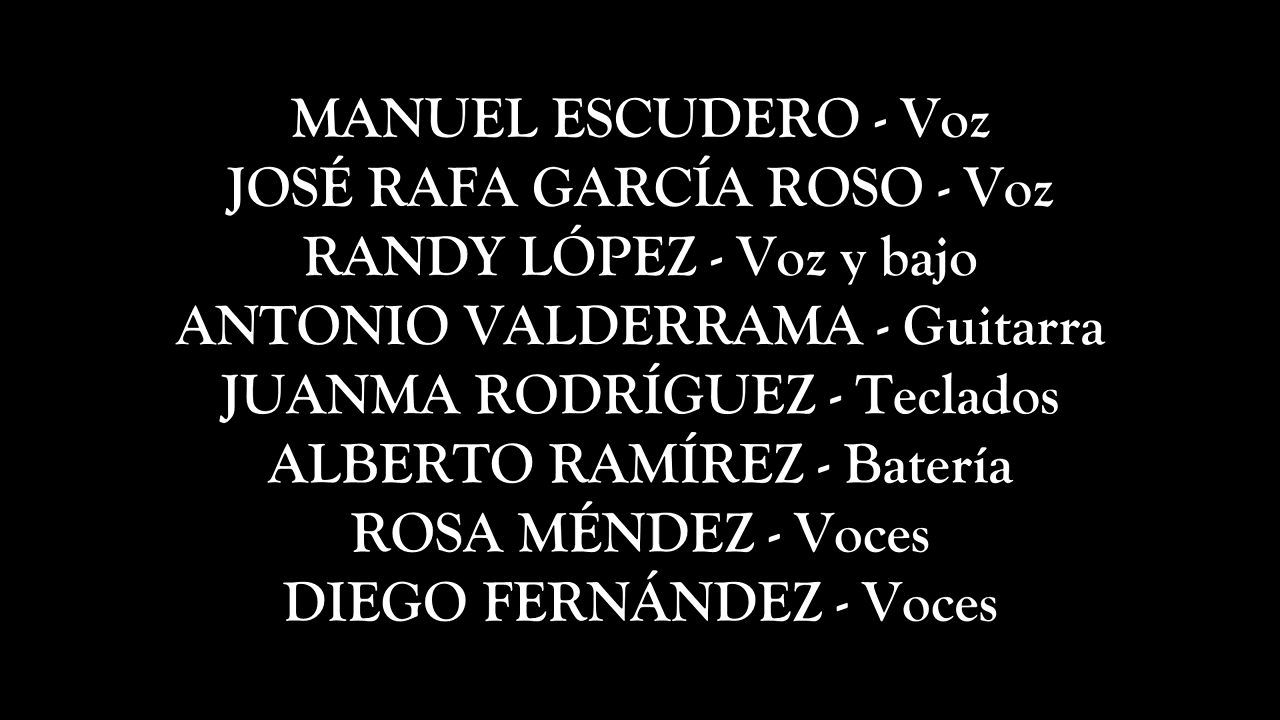 MANUEL ESCUDERO - Voz
JOSÉ RAFA GARCÍA ROSO - Voz
RANDY LÓPEZ - Voz y bajo
ANTONIO VALDERRAMA - Guitarra
JUANMA RODRÍGUEZ - Teclados
ALBERTO RAMÍREZ - Batería
ROSA MÉNDEZ - Voces
DIEGO FERNÁNDEZ - Voces